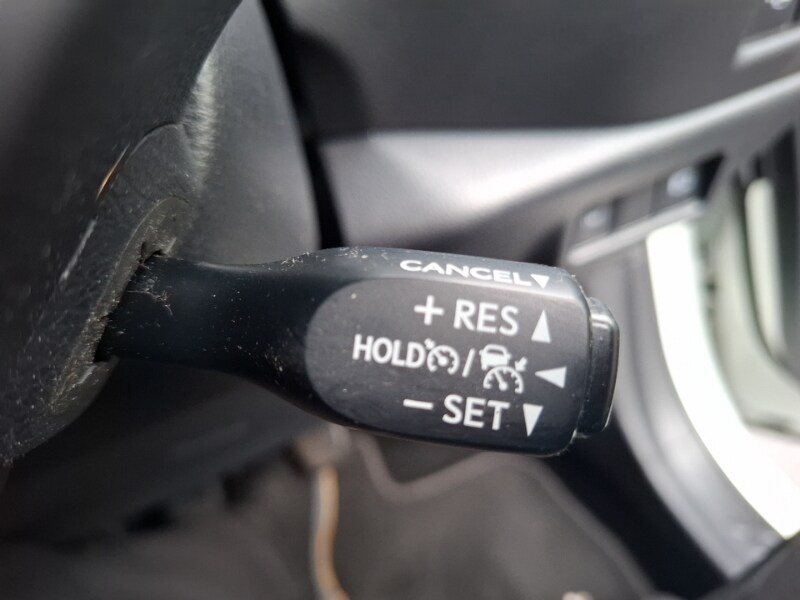 CANCEL▼
+ RES ▲
HOLD / ◀
− SET ▼